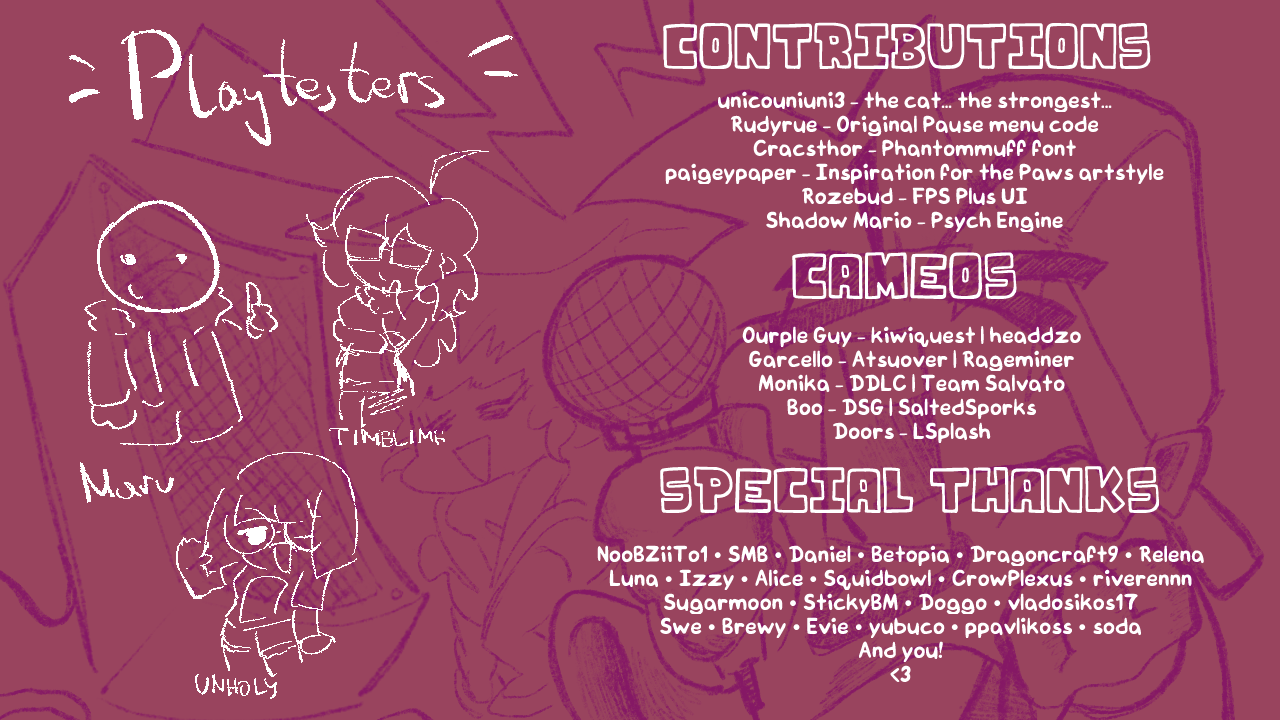 Playtesters
Maru
TIMBLIMH
UNHOLY
CONTRIBUTIONS
unicouniuni3 - the cat... the strongest...
Rudyrue - Original Pause menu code
Cracsthor - Phantommuff font
paigeypaper - Inspiration for the Paws artstyle
Rozebud - FPS Plus UI
Shadow Mario - Psych Engine
CAMEOS
Ourple Guy - kiwiquest | headdzo
Garcello - Atsuover | Rageminer
Monika - DDLC | Team Salvato
Boo - DSG | SaltedSporks
Doors - LSplash
SPECIAL THANKS
NooBZiiTo1 • SMB • Daniel • Betopia • Dragoncraft9 • Relena
Luna • Izzy • Alice • Squidbowl • CrowPlexus • riverennn
Sugarmoon • StickyBM • Doggo • vladosikos17
Swe • Brewy • Evie • yubuco • ppavlikoss • soda
And you!
<3